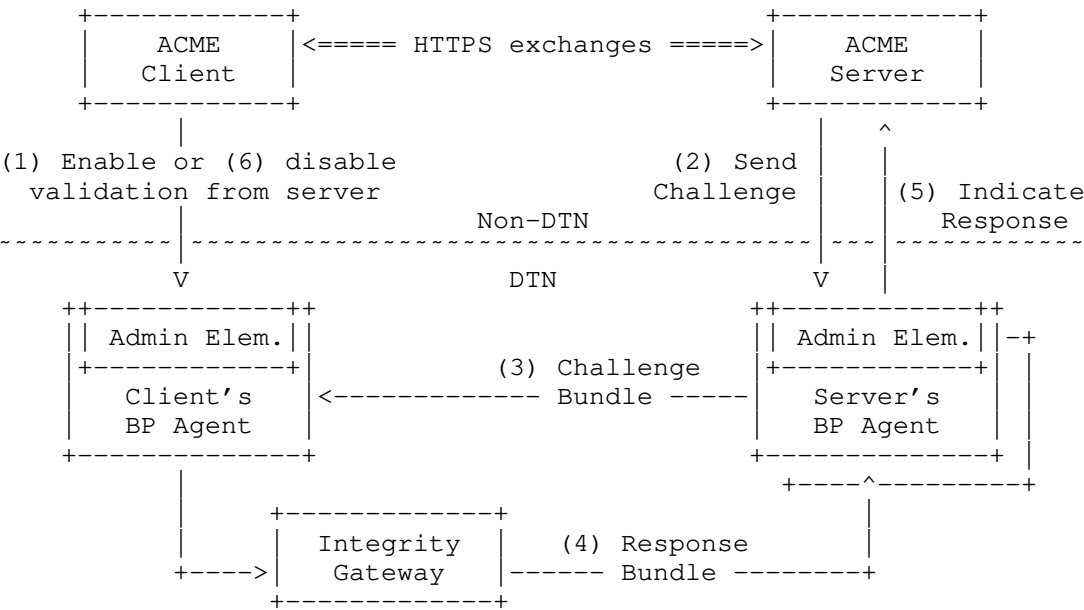 ACME <===== HTTPS exchanges =====> ACME
Client Server
(1) Enable or (6) disable (2) Send
validation from server Challenge (5) Indicate
Non-DTN Response
V DTN V
Admin Elem. Admin Elem.
(3) Challenge
Client's <------------- Bundle ----- Server's
BP Agent BP Agent
Integrity (4) Response
Gateway ------ Bundle --------+